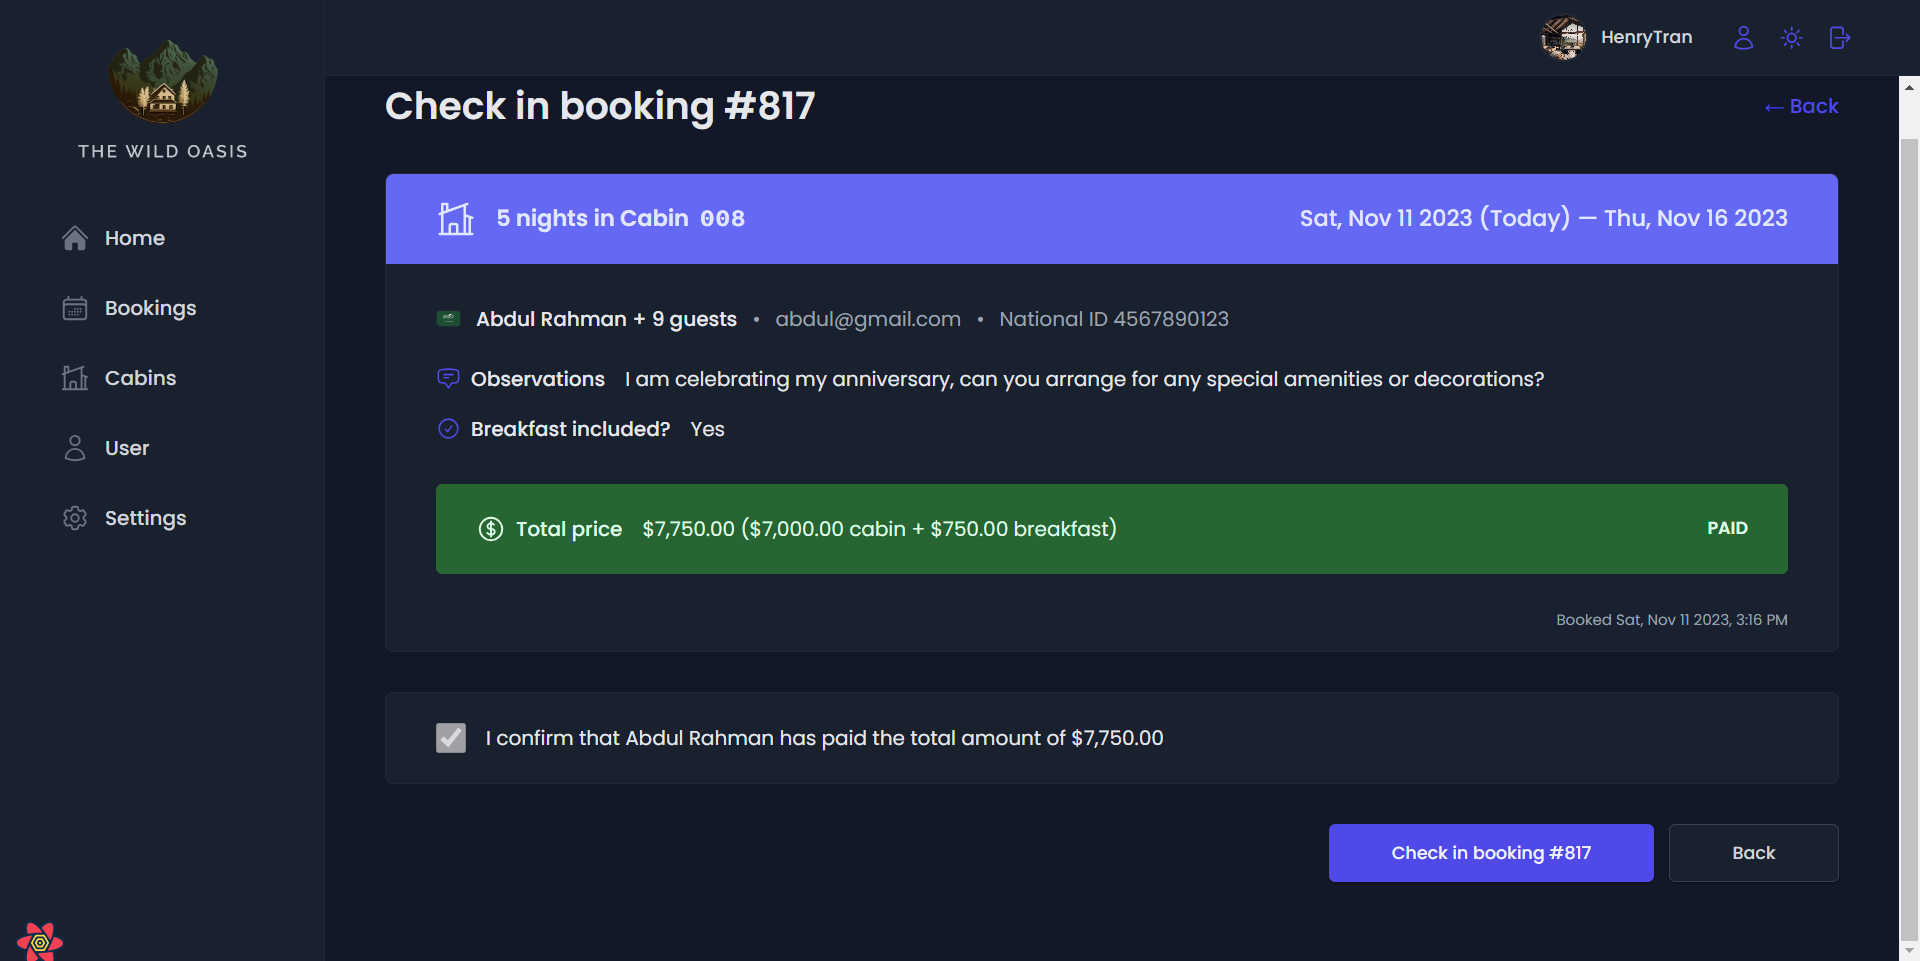 THE WILD OASIS
Home
Bookings
Cabins
User
Settings
HenryTran
Check in booking #817
← Back
5 nights in Cabin 008
Sat, Nov 11 2023 (Today) — Thu, Nov 16 2023
Abdul Rahman + 9 guests • abdul@gmail.com • National ID 4567890123
Observations I am celebrating my anniversary, can you arrange for any special amenities or decorations?
Breakfast included? Yes
Total price $7,750.00 ($7,000.00 cabin + $750.00 breakfast)
PAID
Booked Sat, Nov 11 2023, 3:16 PM
I confirm that Abdul Rahman has paid the total amount of $7,750.00
Check in booking #817
Back